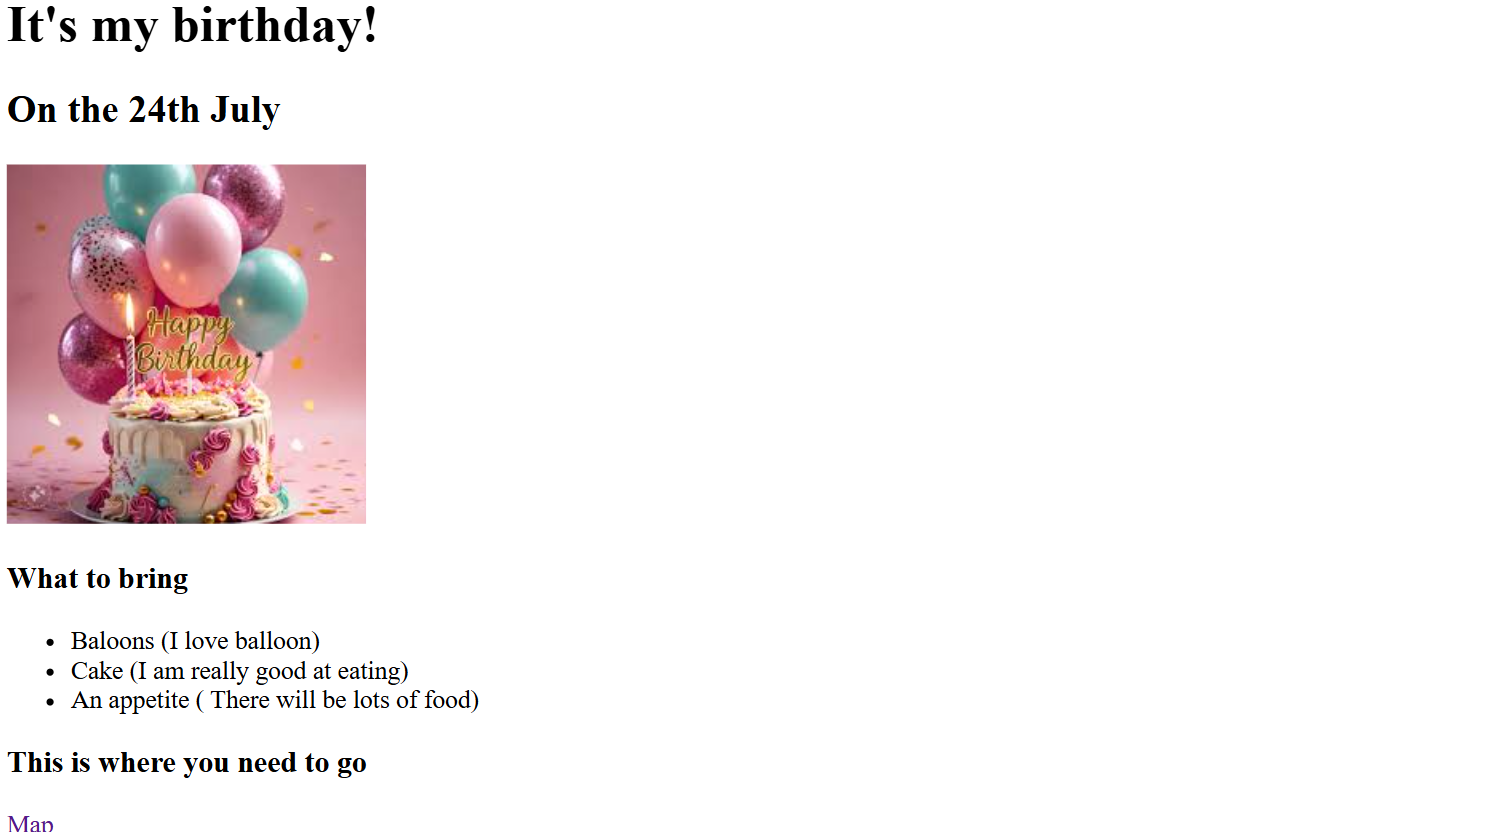 It's my birthday!
On the 24th July
Happy
Birthday
What to bring
Baloons (I love balloon)
Cake (I am really good at eating)
An appetite ( There will be lots of food)
This is where you need to go
Map